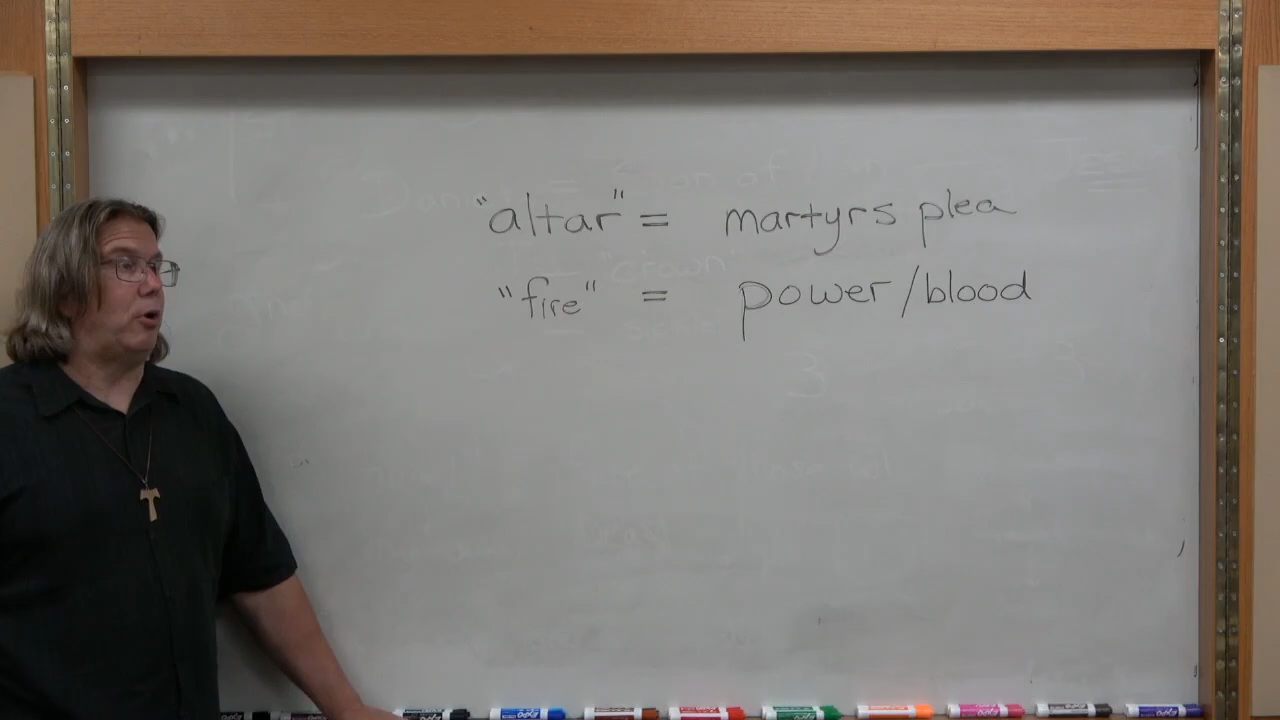 "altar" = martyrs plea
"fire" = power/blood